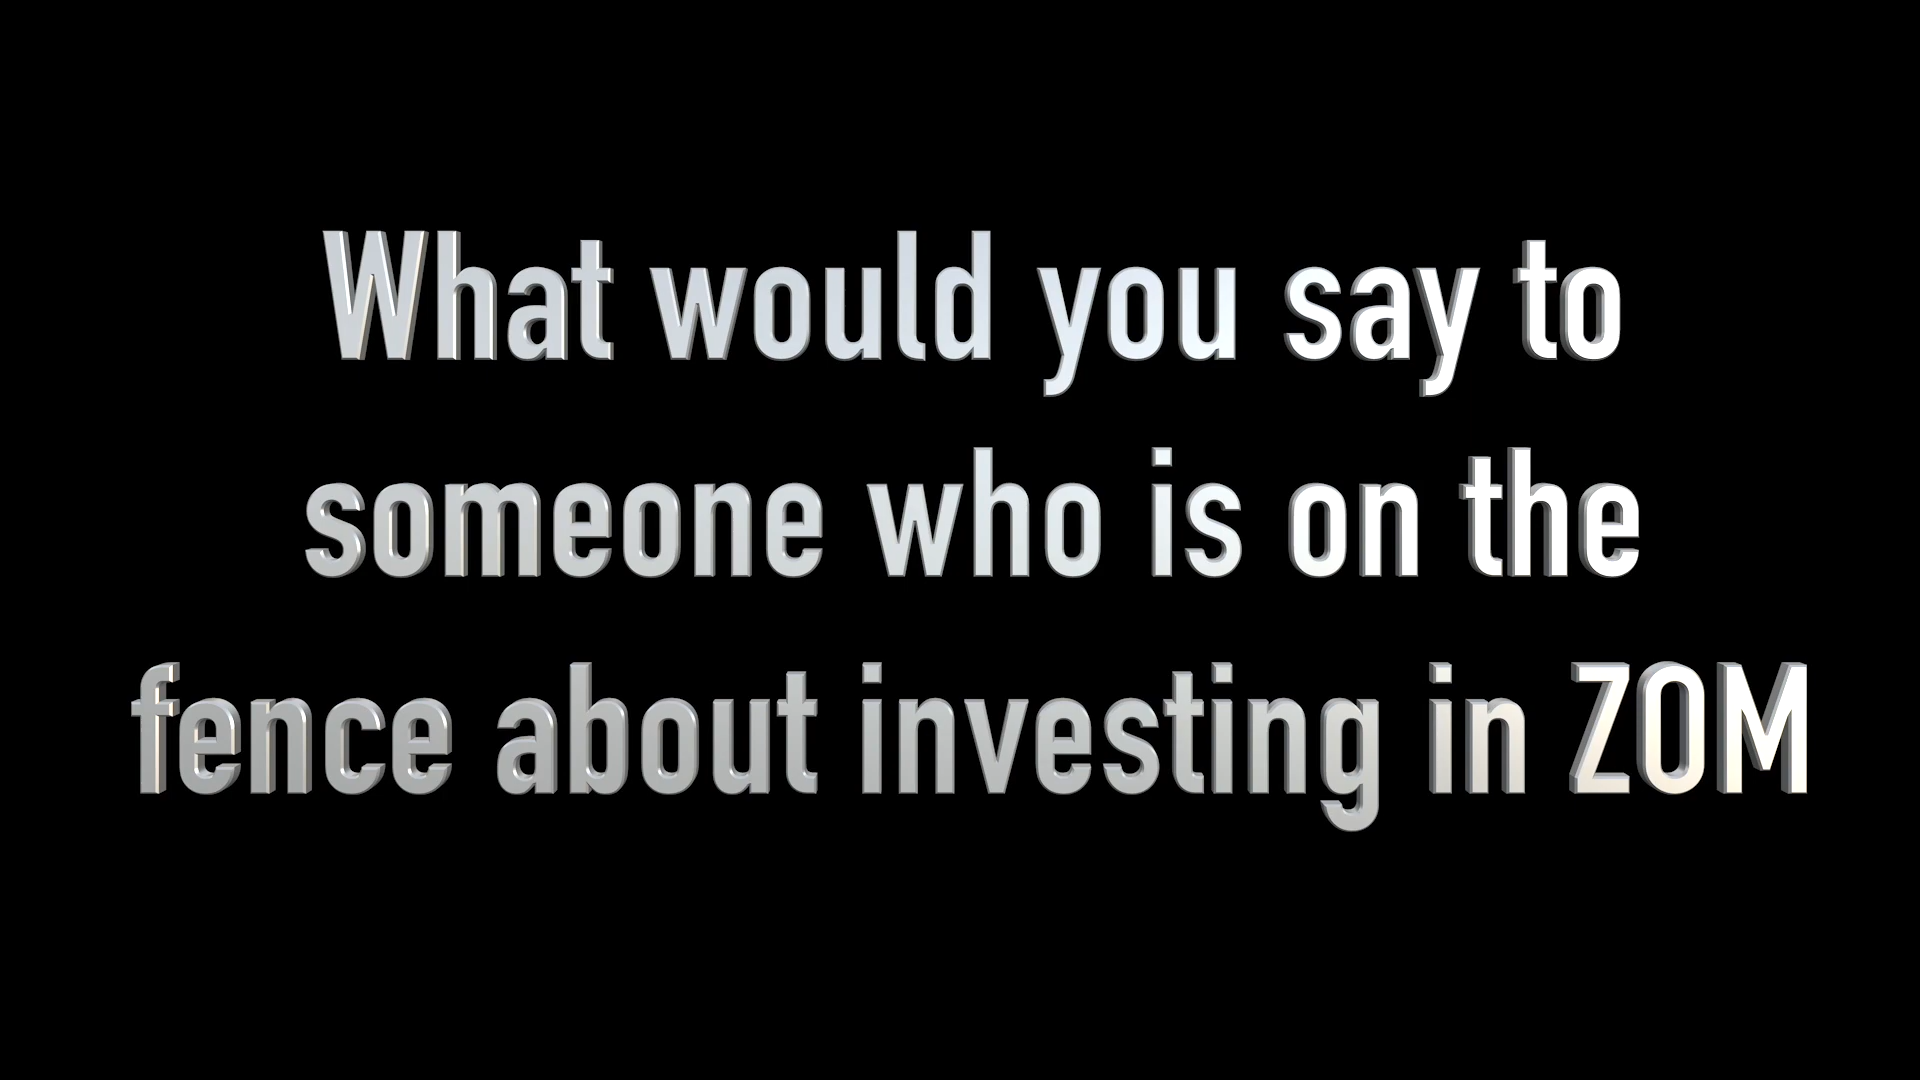 What would you say to
someone who is on the
fence about investing in ZOM